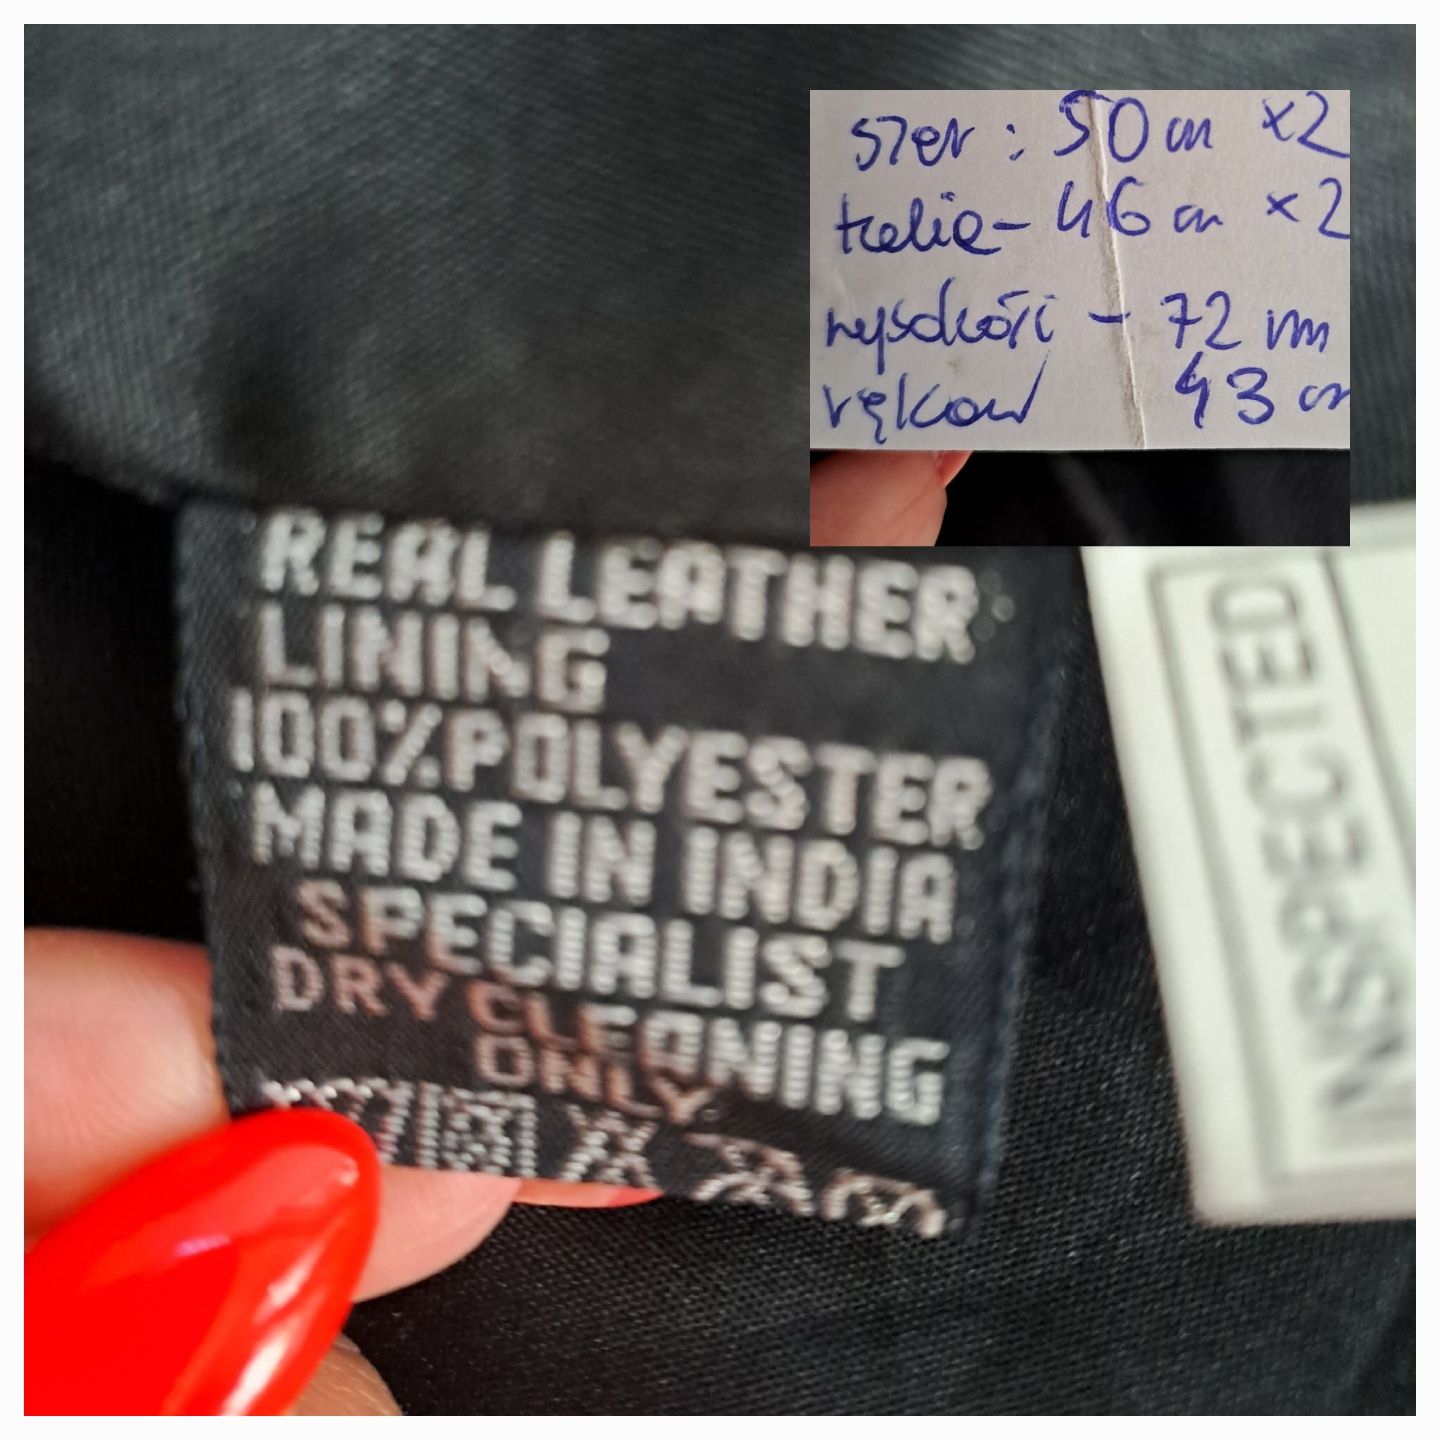 szer : 50 cm x2
talia - 46 cm x2
wysokość - 72 cm
rękaw 43 cm
REAL LEATHER
LINING
100% POLYESTER
MADE IN INDIA
SPECIALIST
DRY CLEANING
ONLY
INSPECTED